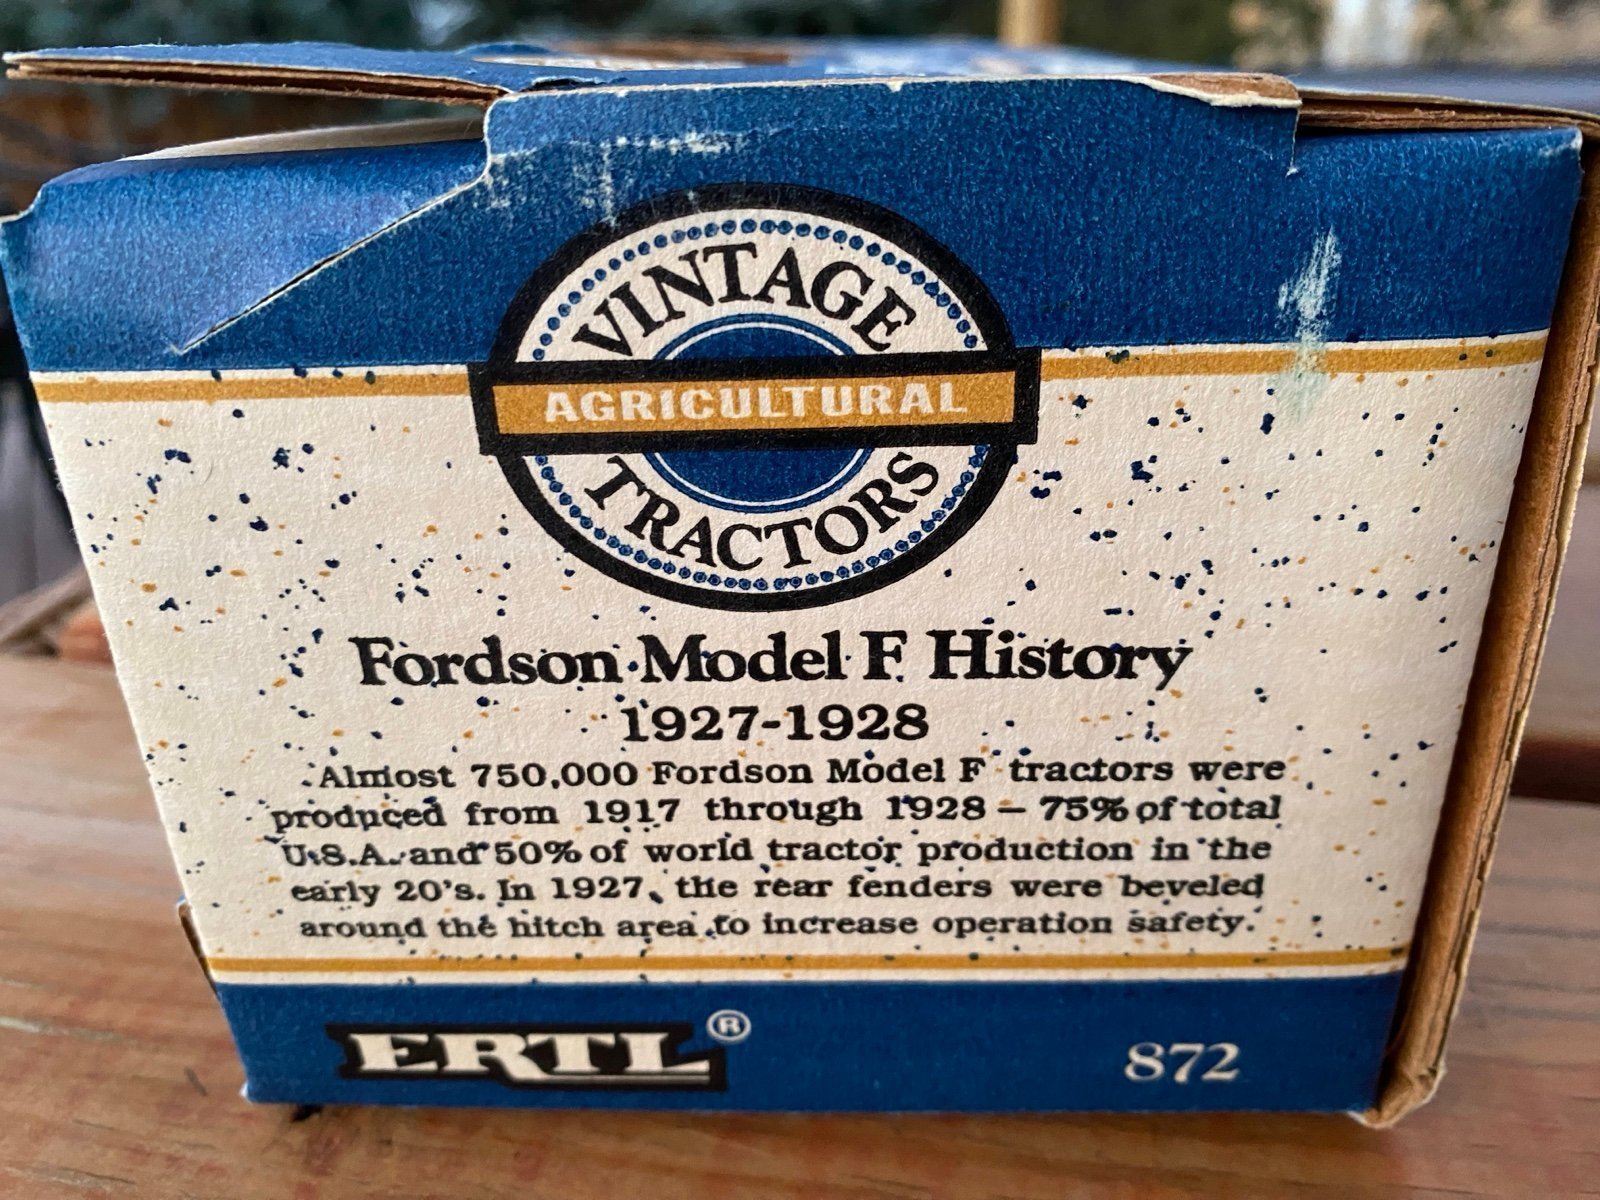 VINTAGE
AGRICULTURAL
TRACTORS
Fordson Model F History
1927-1928
Almost 750,000 Fordson Model F tractors were
produced from 1917 through 1928 – 75% of total
U.S.A. and 50% of world tractor production in the
early 20's. In 1927, the rear fenders were beveled
around the hitch area to increase operation safety.
ERTL®
872